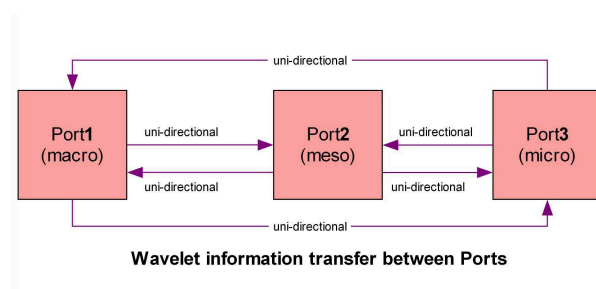 uni-directional
Port1
(macro)
uni-directional
uni-directional
Port2
(meso)
uni-directional
uni-directional
Port3
(micro)
uni-directional
Wavelet information transfer between Ports